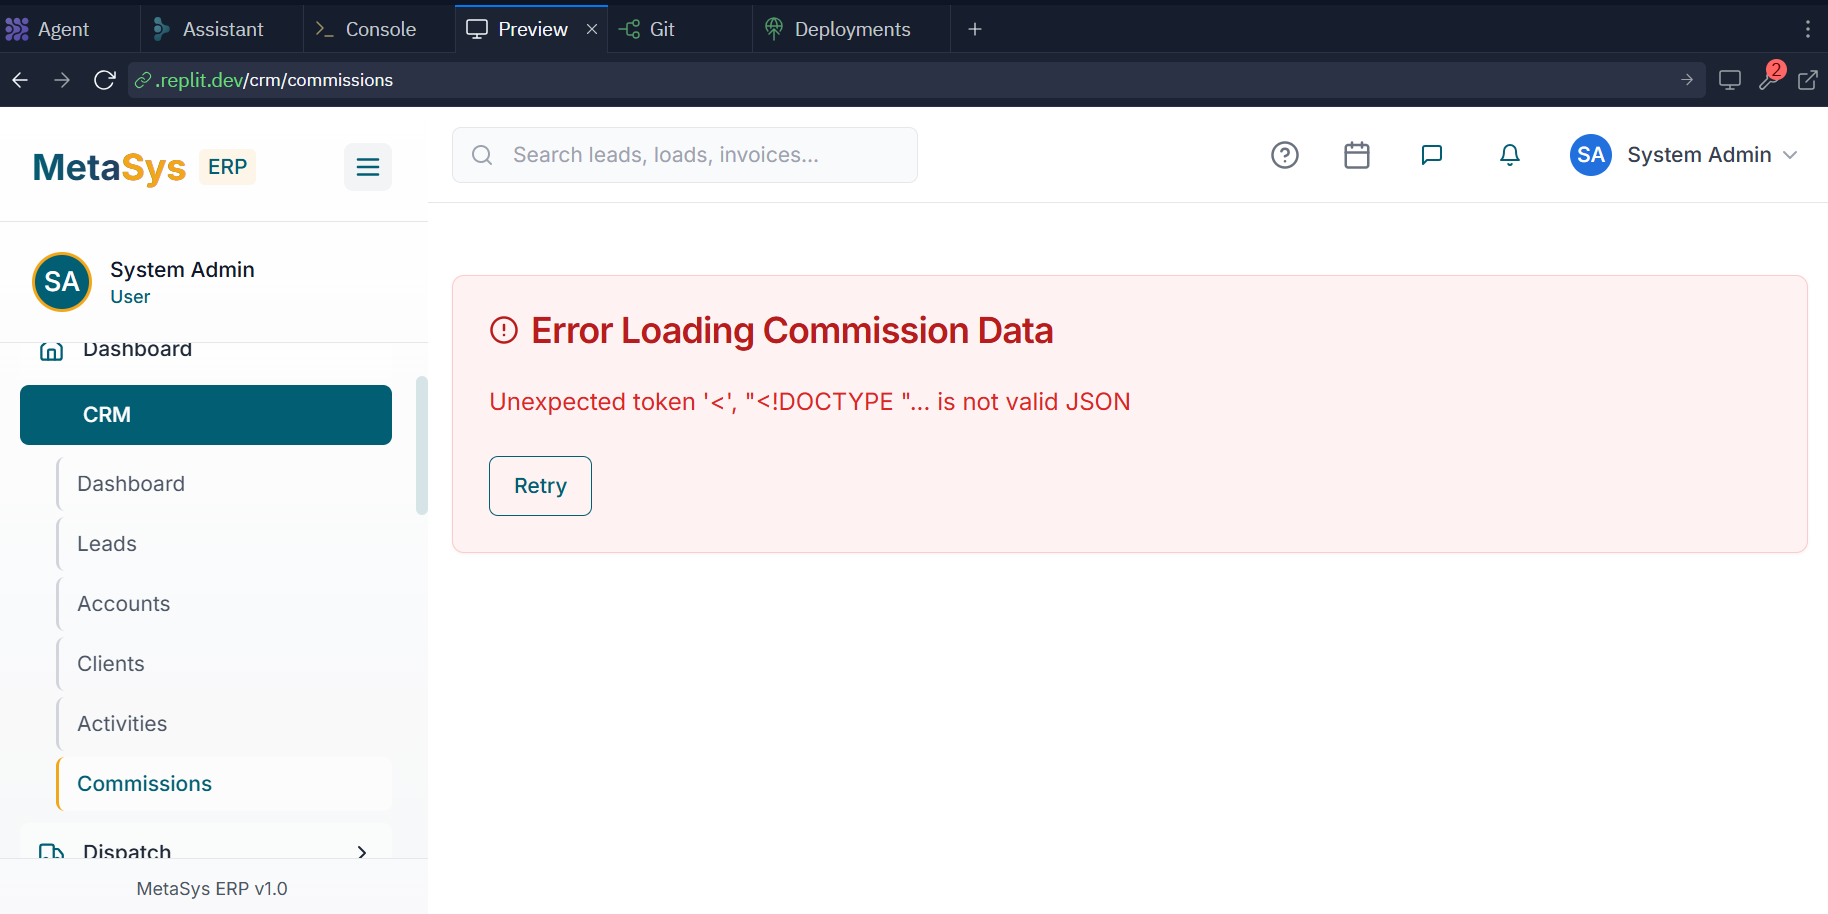 Agent Assistant Console Preview Git Deployments
.replit.dev/crm/commissions 2
MetaSys ERP
Search leads, loads, invoices...
SA System Admin
SA System Admin
User
Dashboard
CRM
Dashboard
Leads
Accounts
Clients
Activities
Commissions
Dispatch
MetaSys ERP v1.0
Error Loading Commission Data
Unexpected token '<', "<!DOCTYPE "... is not valid JSON
Retry